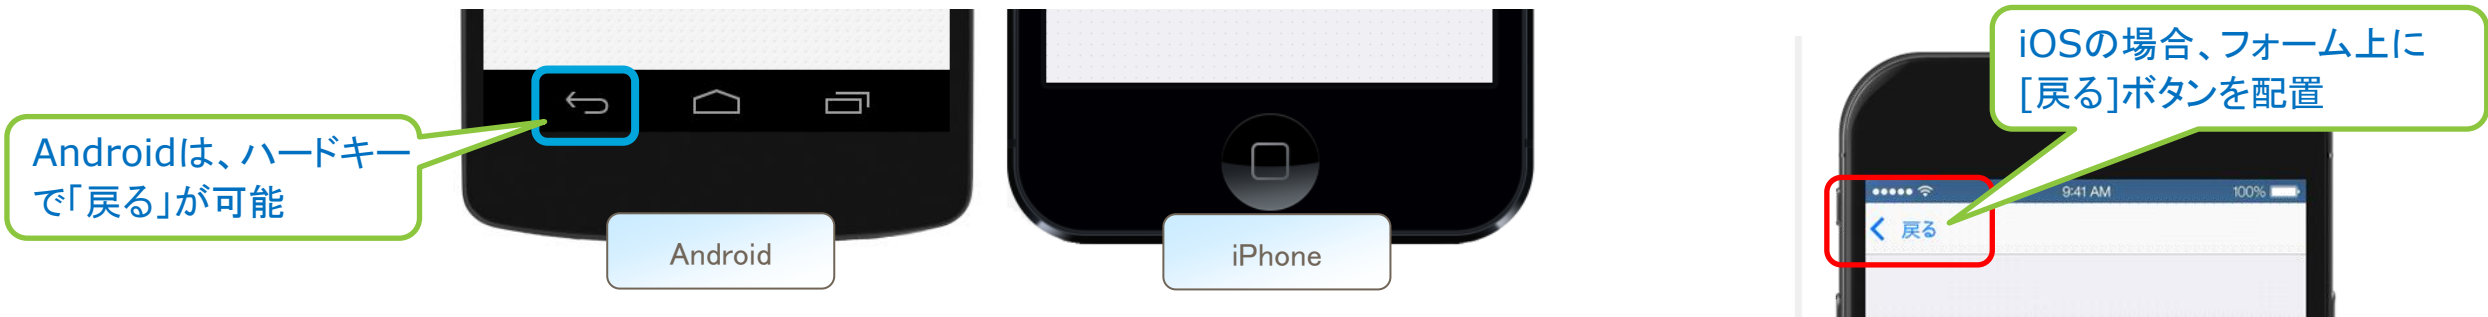 Androidは、ハードキー
で「戻る」が可能
Android
iPhone
iOSの場合、フォーム上に
[戻る]ボタンを配置
9:41 AM
100%
戻る